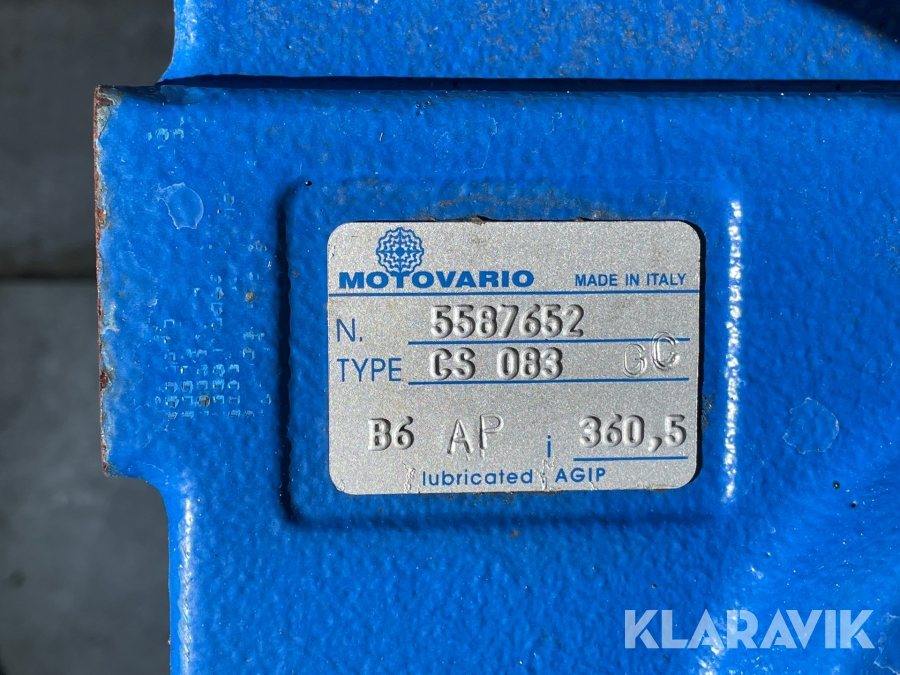 MOTOVARIO MADE IN ITALY
N. 5587652
TYPE CS 083 GC
B6 AP i 360,5
lubricated AGIP
KLARAVIK